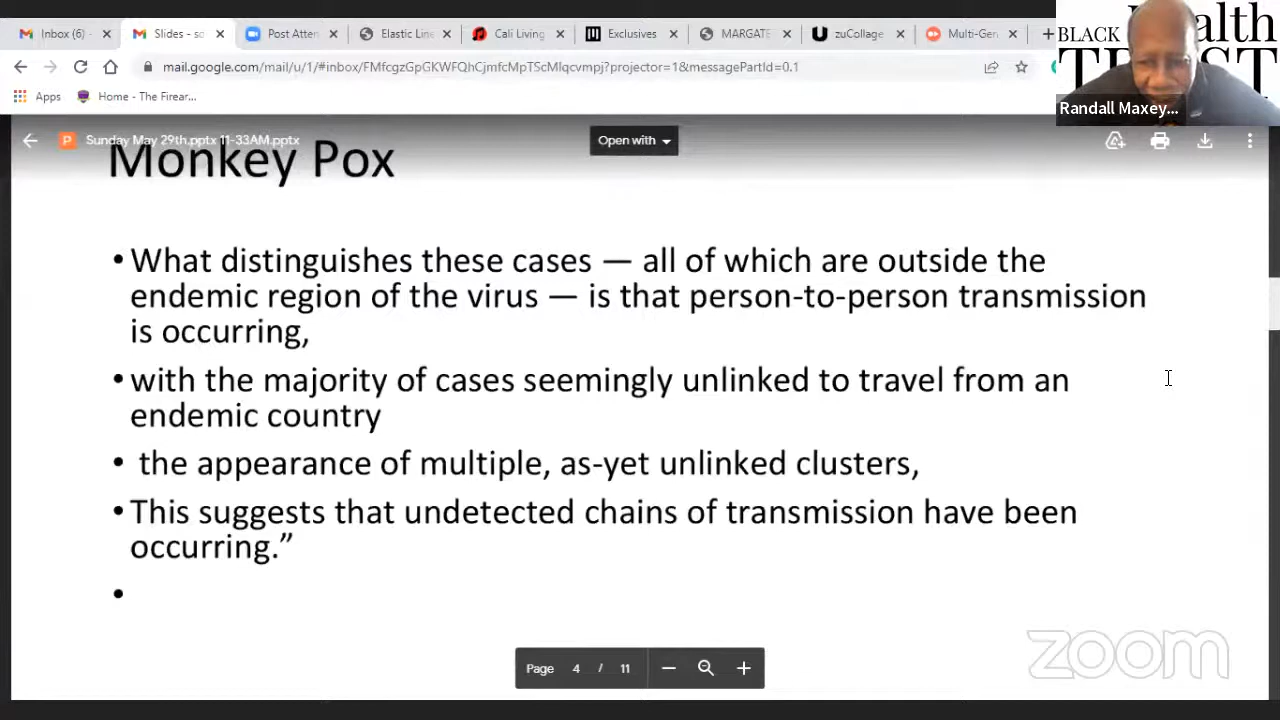 Inbox (6)
Slides - so
Post Atten
Elastic Line
Cali Living
Exclusives
MARGATE
zuCollage
Multi-Gen
mail.google.com/mail/u/1/#inbox/FMfcgzGpGKWFQhCjmfcMpTScMlqcvmpj?projector=1&messagePartId=0.1
Apps
Home - The Firear...
BLACK
Randall Maxey...
Sunday May 29th.pptx 11-33AM.pptx
Open with
Monkey Pox
•What distinguishes these cases — all of which are outside the
endemic region of the virus — is that person-to-person transmission
is occurring,
•with the majority of cases seemingly unlinked to travel from an
endemic country
• the appearance of multiple, as-yet unlinked clusters,
•This suggests that undetected chains of transmission have been
occurring.”
•
Page 4 / 11
zoom